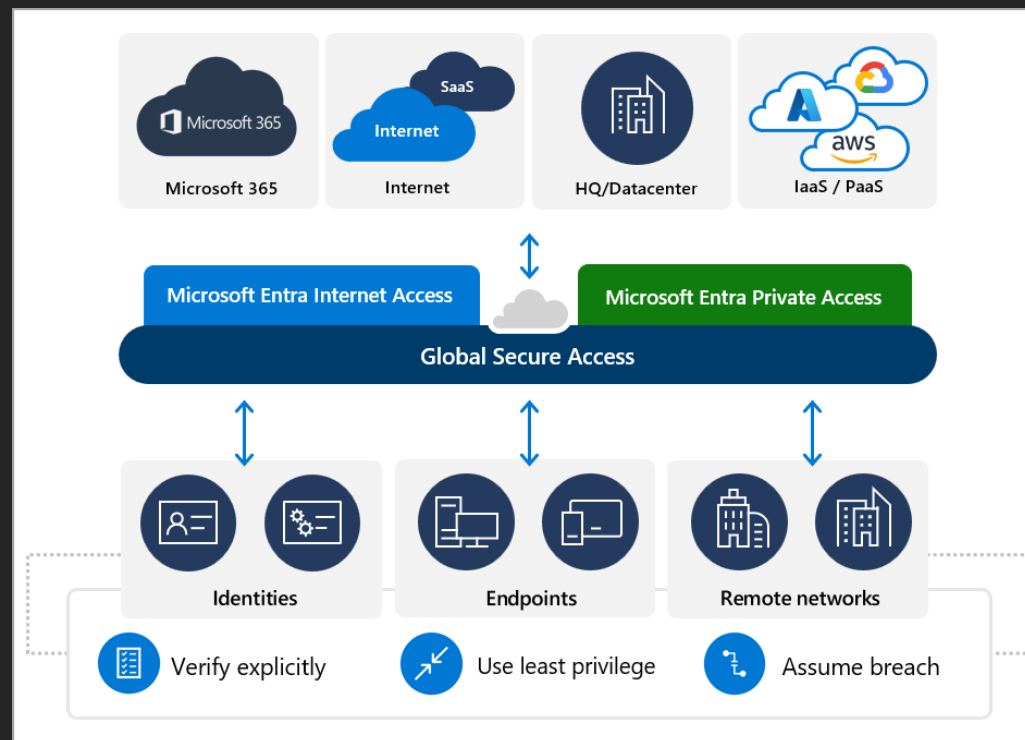 Microsoft 365
SaaS
Internet
aws
Microsoft 365
Internet
HQ/Datacenter
IaaS / PaaS
Microsoft Entra Internet Access
Microsoft Entra Private Access
Global Secure Access
Identities
Endpoints
Remote networks
Verify explicitly
Use least privilege
Assume breach